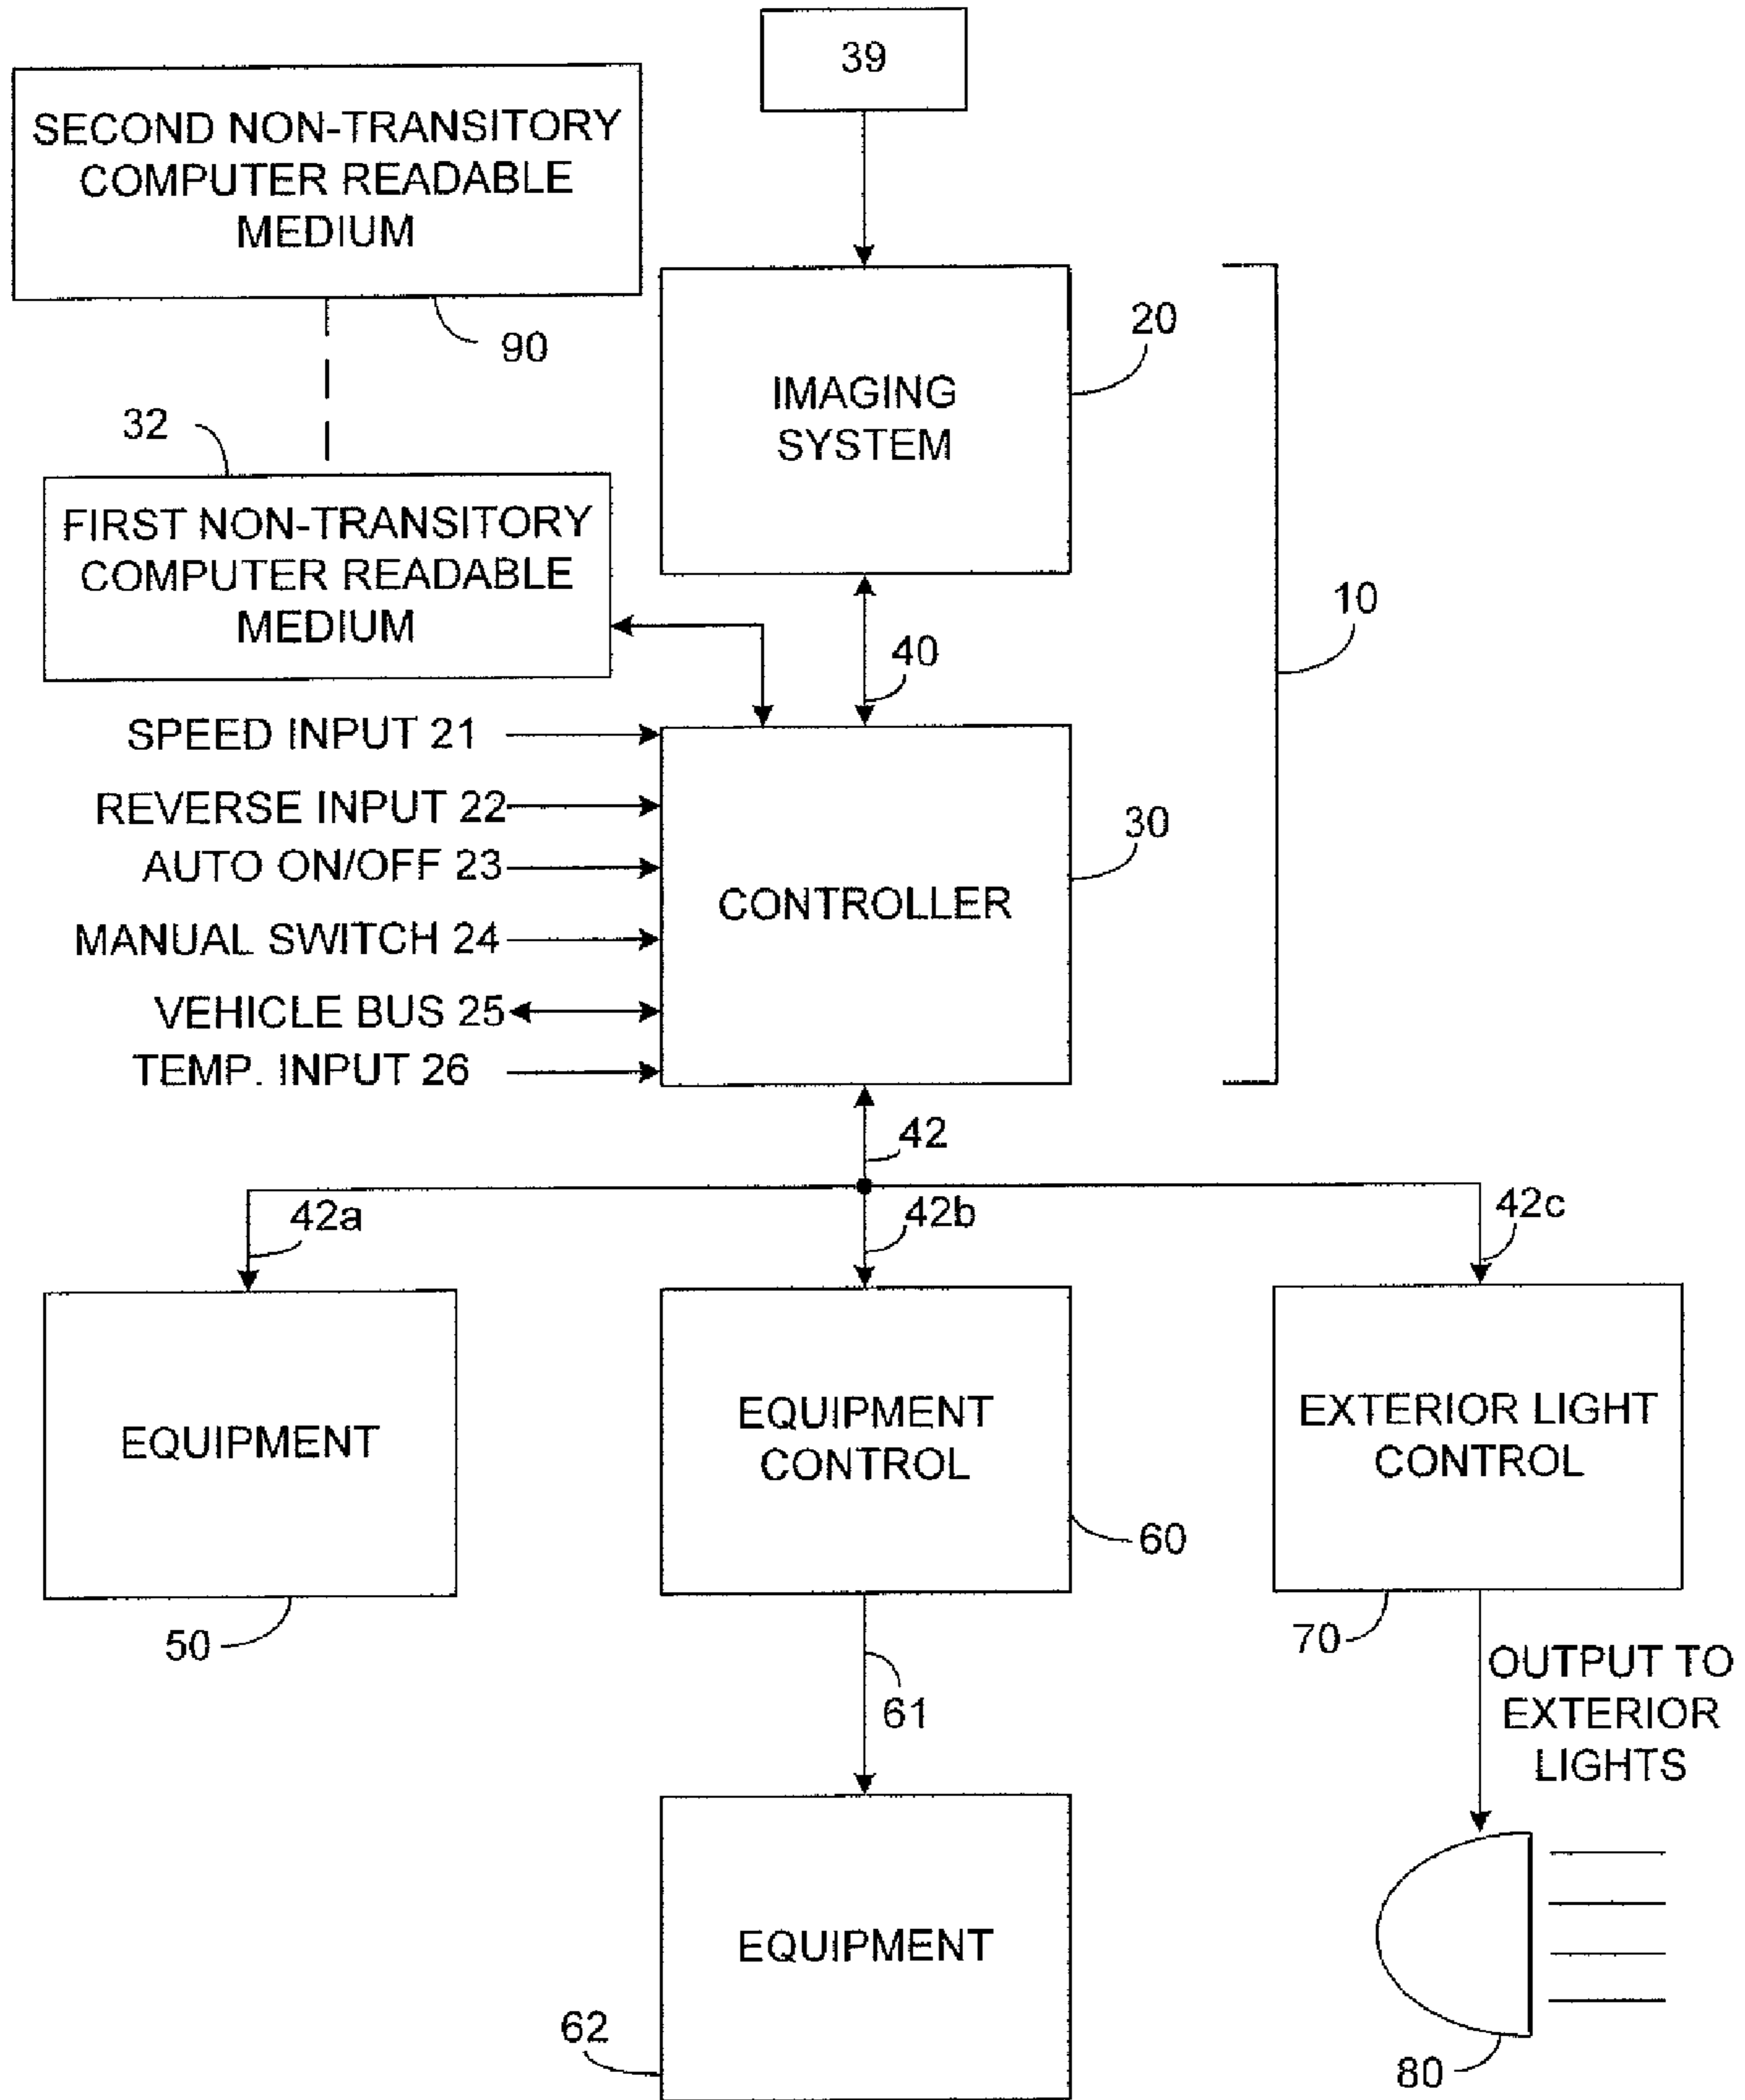 39
SECOND NON-TRANSITORY
COMPUTER READABLE
MEDIUM
90
20
IMAGING
SYSTEM
32
FIRST NON-TRANSITORY
COMPUTER READABLE
MEDIUM
10
40
SPEED INPUT 21
REVERSE INPUT 22
AUTO ON/OFF 23
MANUAL SWITCH 24
VEHICLE BUS 25
TEMP. INPUT 26
30
CONTROLLER
42
42a
42b
42c
EQUIPMENT
50
EQUIPMENT
CONTROL
60
EXTERIOR LIGHT
CONTROL
70
61
OUTPUT TO
EXTERIOR
LIGHTS
EQUIPMENT
62
80